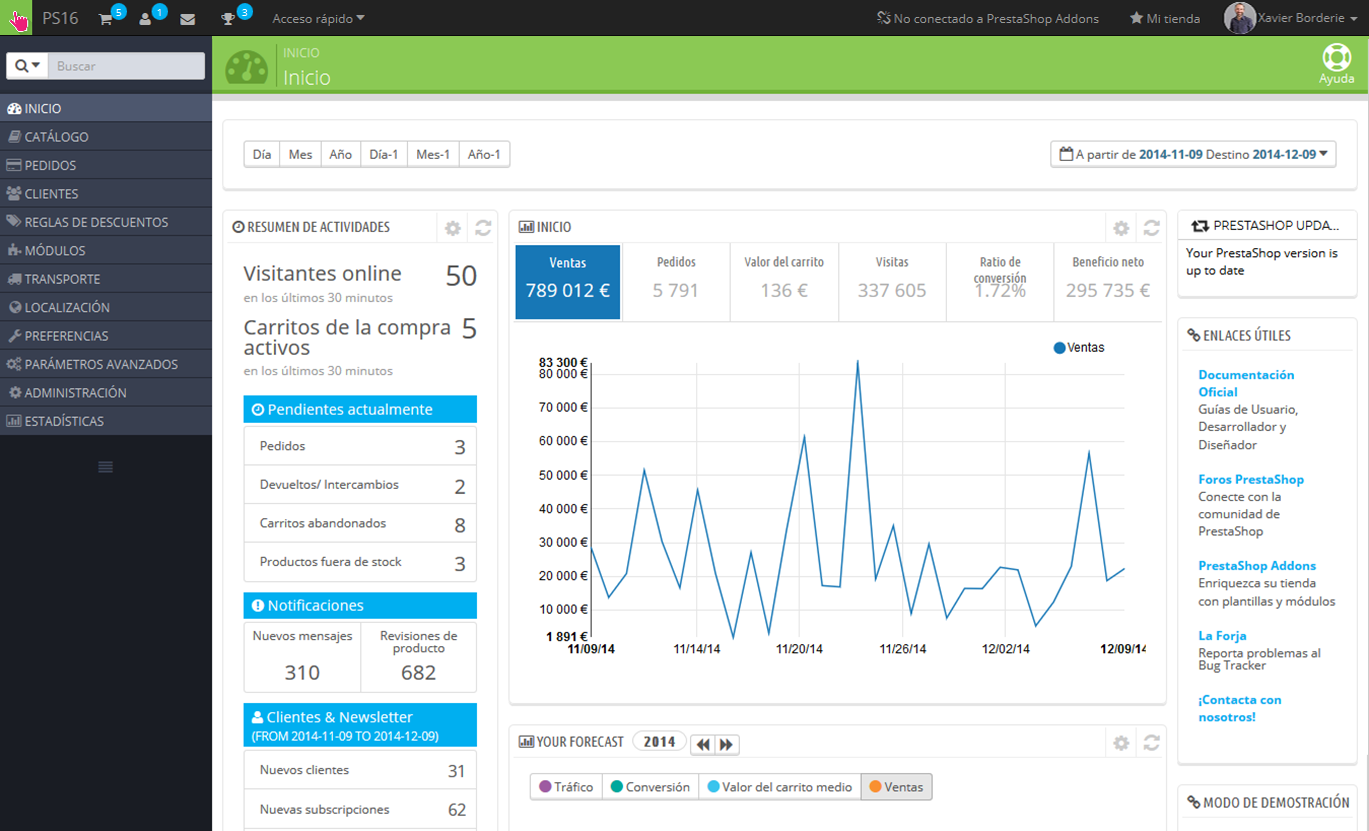 PS16
5
1
3
Acceso rápido
No conectado a PrestaShop Addons
Mi tienda
Xavier Borderie
Buscar
INICIO
CATÁLOGO
PEDIDOS
CLIENTES
REGLAS DE DESCUENTOS
MÓDULOS
TRANSPORTE
LOCALIZACIÓN
PREFERENCIAS
PARÁMETROS AVANZADOS
ADMINISTRACIÓN
ESTADÍSTICAS
INICIO
Inicio
Ayuda
Día Mes Año Día-1 Mes-1 Año-1
A partir de 2014-11-09 Destino 2014-12-09
RESUMEN DE ACTIVIDADES
Visitantes online 50
en los últimos 30 minutos
Carritos de la compra 5
activos
en los últimos 30 minutos
Pendientes actualmente
Pedidos 3
Devueltos/ Intercambios 2
Carritos abandonados 8
Productos fuera de stock 3
Notificaciones
Nuevos mensajes
310
Revisiones de
producto
682
Clientes & Newsletter
(FROM 2014-11-09 TO 2014-12-09)
Nuevos clientes 31
Nuevas subscripciones 62
INICIO
Ventas
789 012 €
Pedidos
5 791
Valor del carrito
136 €
Visitas
337 605
Ratio de
conversión
1.72%
Beneficio neto
295 735 €
Ventas
83 300 €
80 000 €
70 000 €
60 000 €
50 000 €
40 000 €
30 000 €
20 000 €
10 000 €
1 891 €
11/09/14 11/14/14 11/20/14 11/26/14 12/02/14 12/09/14
YOUR FORECAST 2014
Tráfico Conversión Valor del carrito medio Ventas
PRESTASHOP UPDA...
Your PrestaShop version is
up to date
ENLACES ÚTILES
Documentación
Oficial
Guías de Usuario,
Desarrollador y
Diseñador
Foros PrestaShop
Conecte con la
comunidad de
PrestaShop
PrestaShop Addons
Enriquezca su tienda
con plantillas y módulos
La Forja
Reporta problemas al
Bug Tracker
¡Contacta con
nosotros!
MODO DE DEMOSTRACIÓN